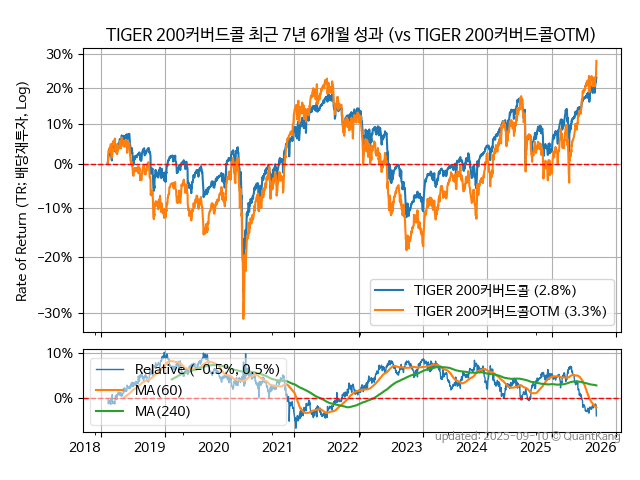 TIGER 200커버드콜 최근 7년 6개월 성과 (vs TIGER 200커버드콜OTM)
Rate of Return (TR: 배당재투자, Log)
30%
20%
10%
0%
−10%
−20%
−30%
TIGER 200커버드콜 (2.8%)
TIGER 200커버드콜OTM (3.3%)
10%
0%
Relative (−0.5%, 0.5%)
MA(60)
MA(240)
updated: 2025-09-10 © QuantKang
2018 2019 2020 2021 2022 2023 2024 2025 2026